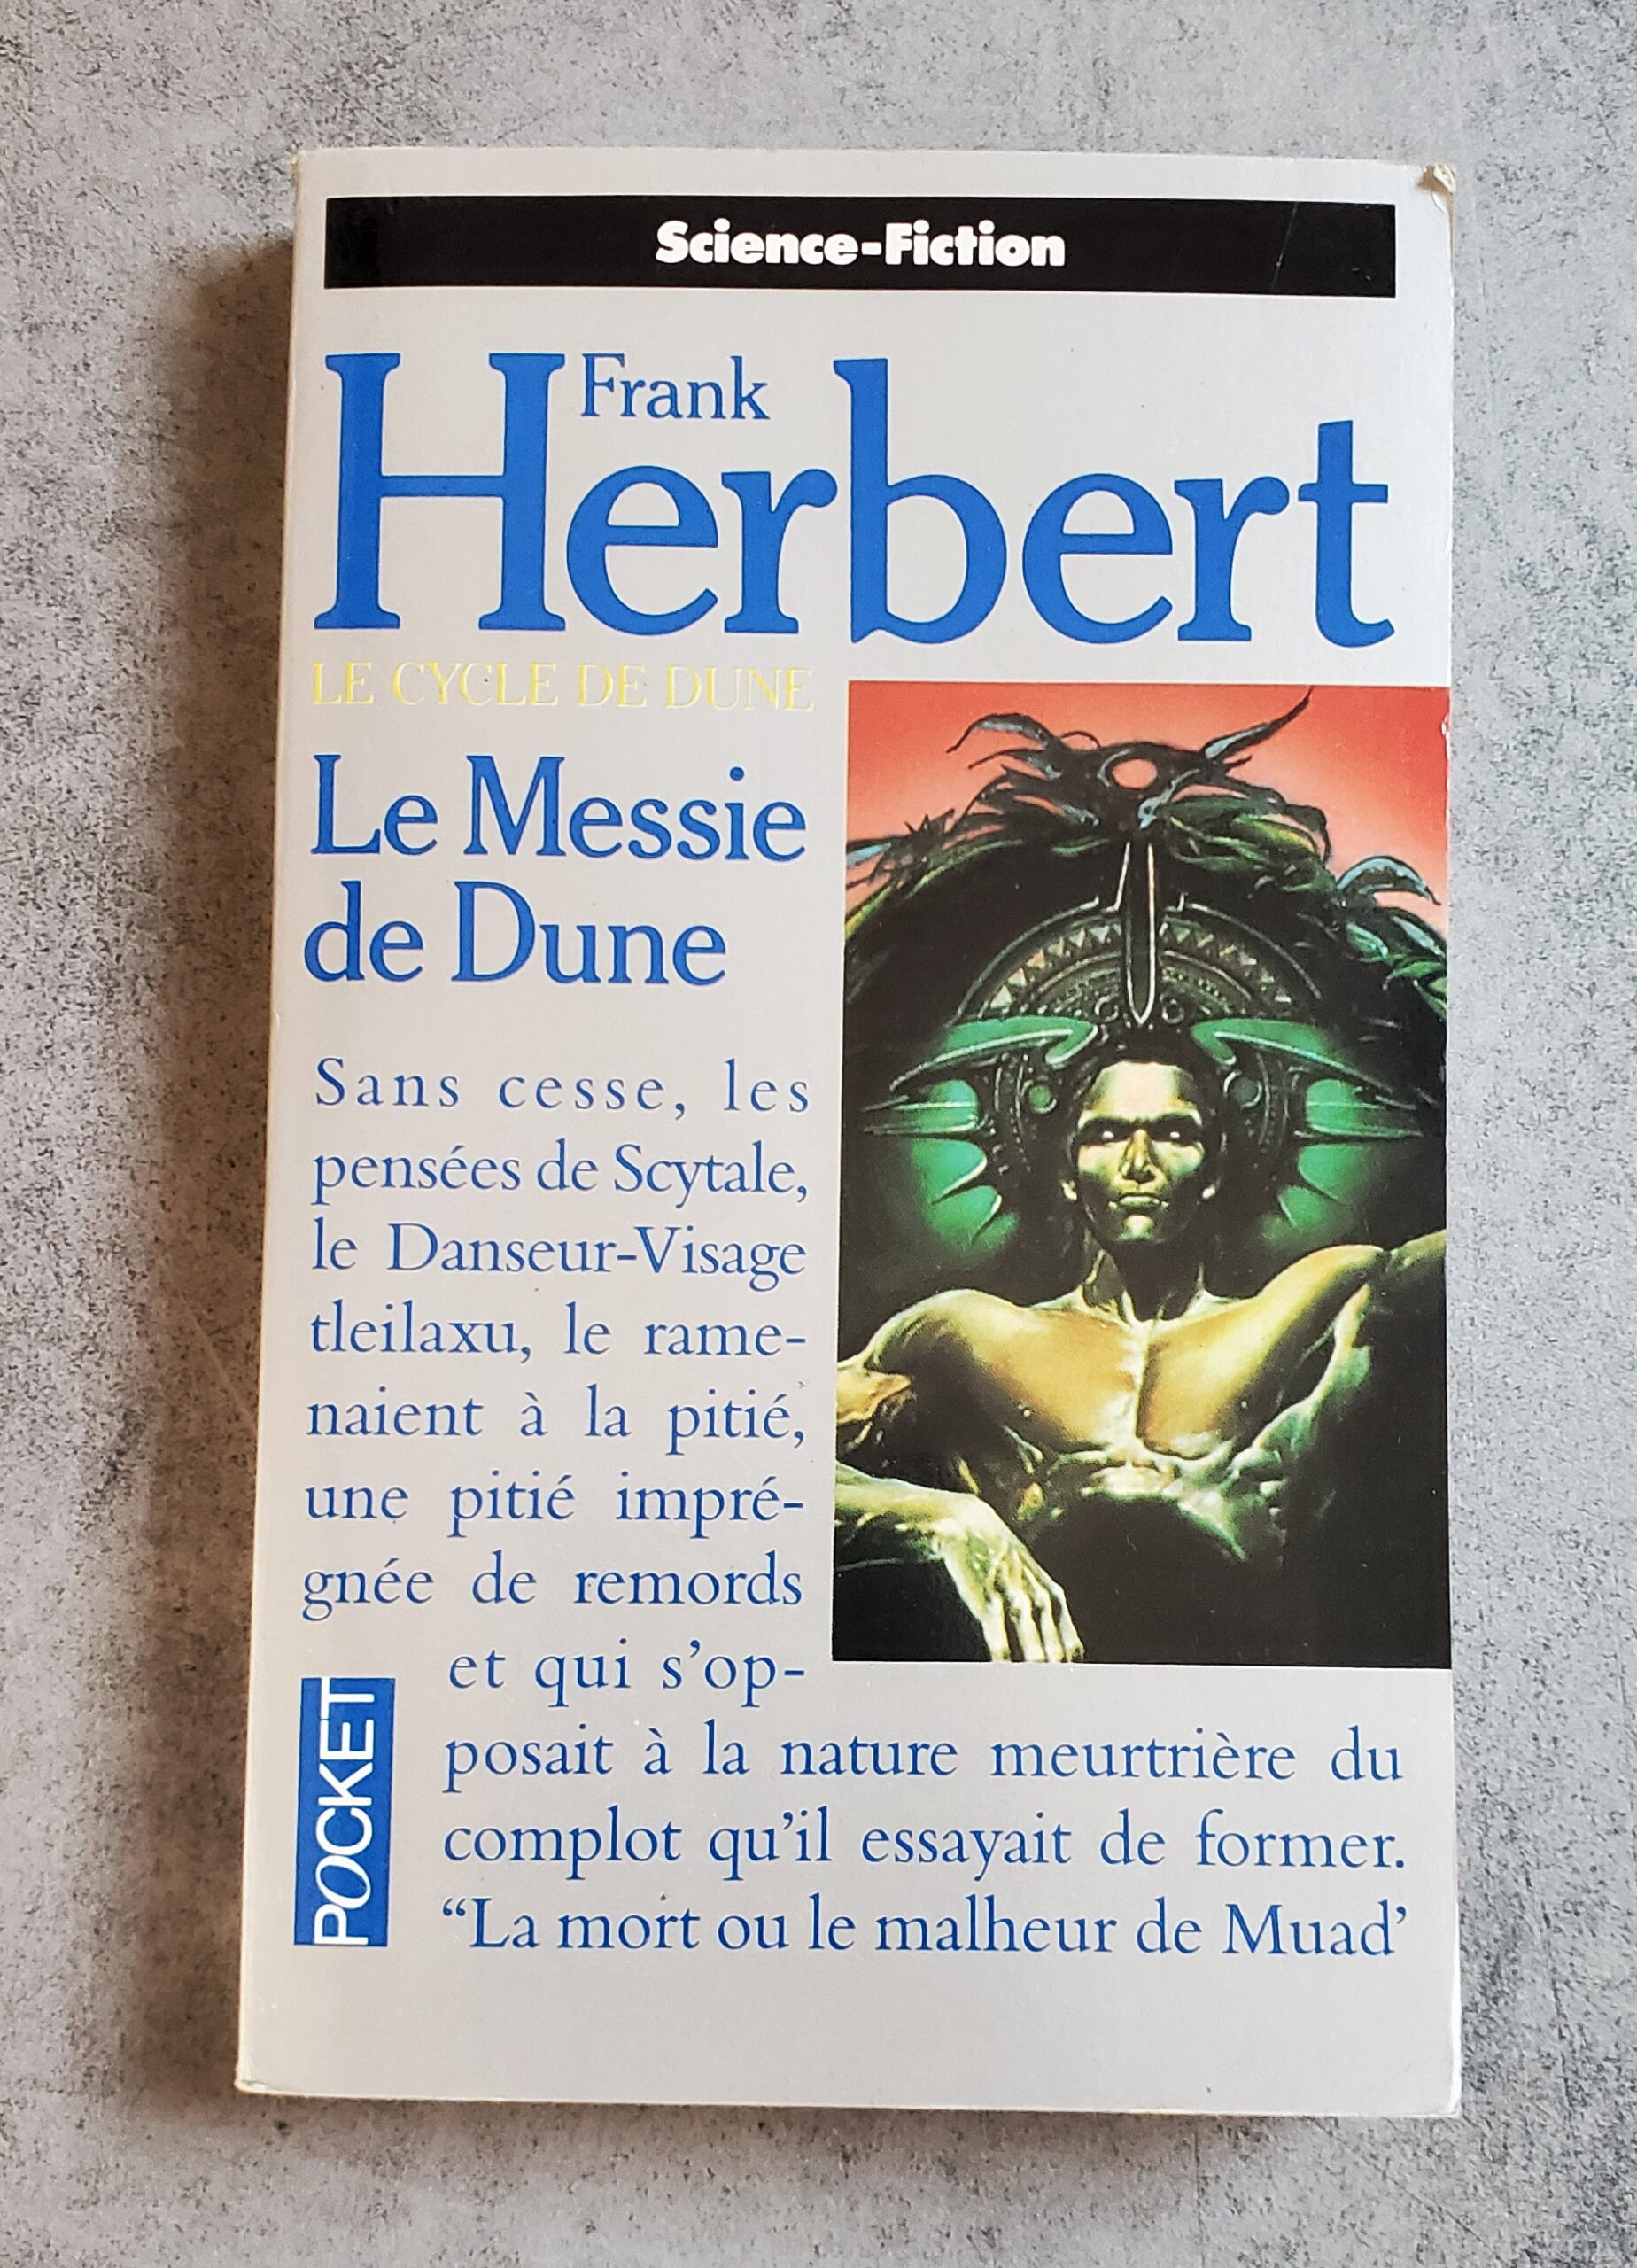 Science-Fiction
Frank
Herbert
LE CYCLE DE DUNE
Le Messie
de Dune
Sans cesse, les
pensées de Scytale,
le Danseur-Visage
tleilaxu, le rame-
naient à la pitié,
une pitié impré-
gnée de remords
et qui s'op-
posait à la nature meurtrière du
complot qu'il essayait de former.
“La mort ou le malheur de Muad’
POCKET